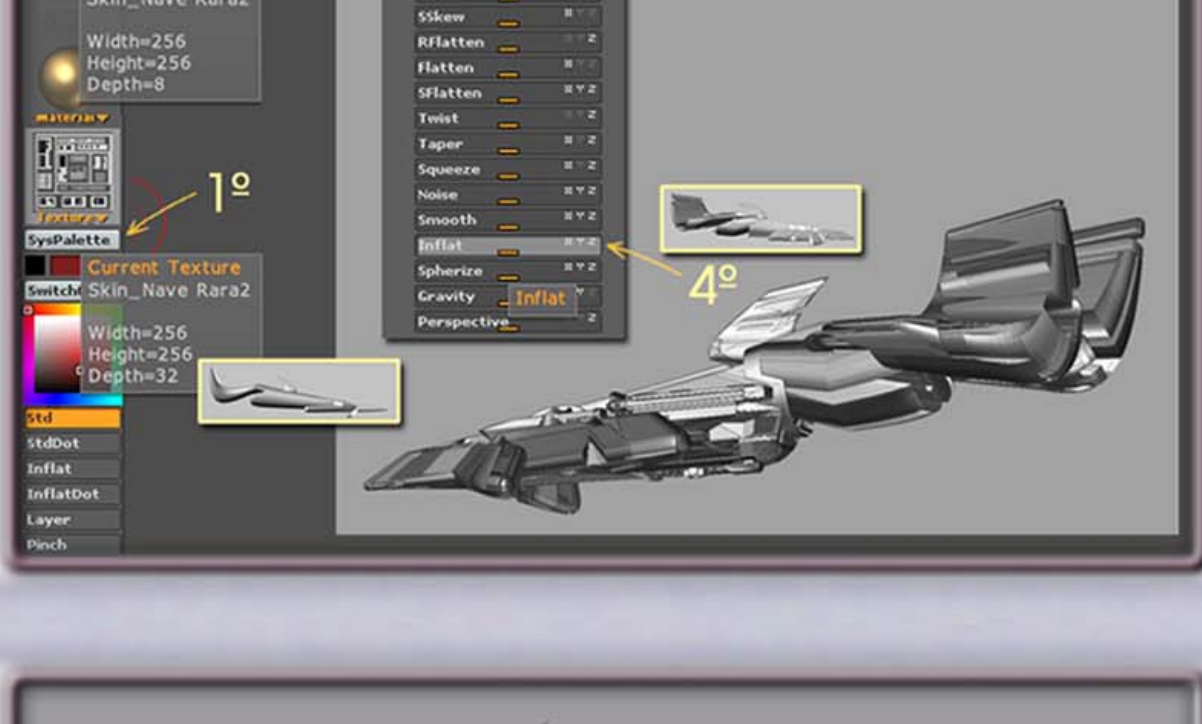 Skin_Nave Rara2
Width=256
Height=256
Depth=8
Material
Texture
1º
SysPalette
Current Texture
Skin_Nave Rara2
Width=256
Height=256
Depth=32
Std
StdDot
Inflat
InflatDot
Layer
Pinch
SSkew
RFlatten Z
Flatten
SFlatten X Y Z
Twist Z
Taper
Squeeze
Noise X Y Z
Smooth X Y Z
Inflat X Y Z
Spherize X Y Z
Gravity
Inflat
Perspective Z
4º